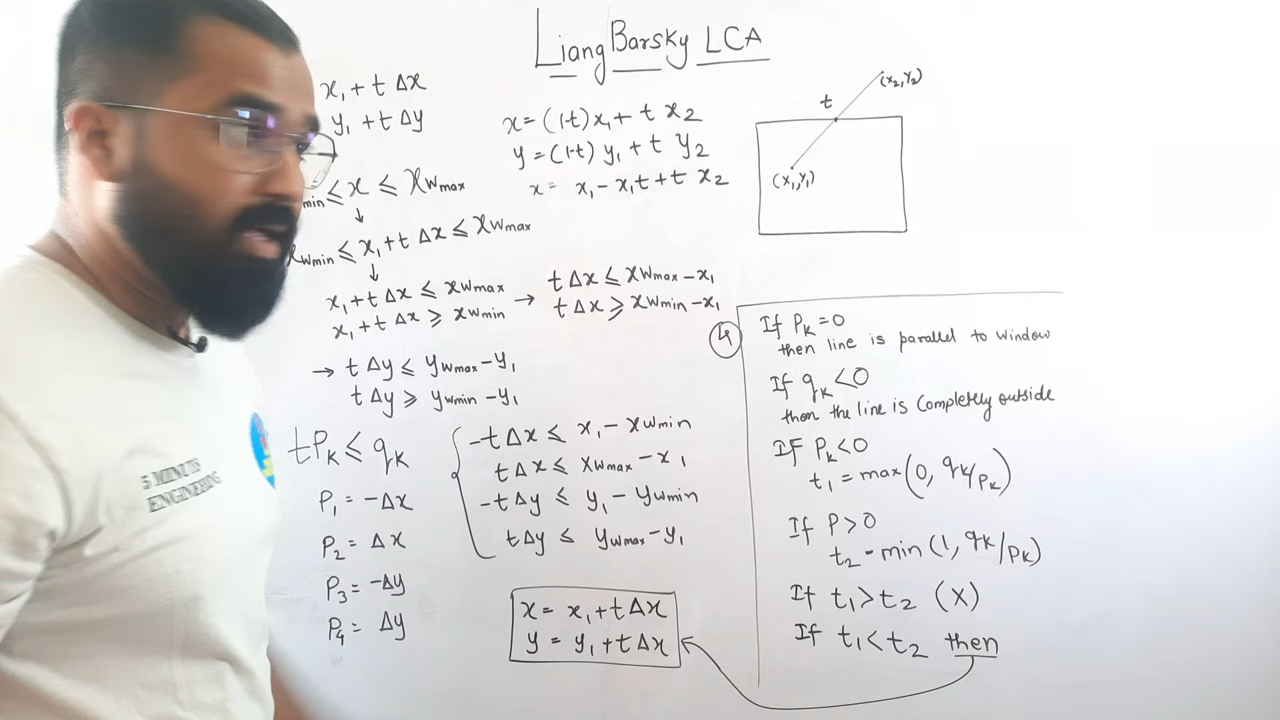 Liang Barsky LCA
x₁ + t Δx
y₁ + t Δy
min ≤ x ≤ xwmax
↓
xwmin ≤ x₁ + t Δx ≤ xwmax
↓
x₁ + t Δx ≤ xwmax
x₁ + t Δx ≥ xwmin
→ t Δx ≤ xwmax - x₁
t Δx ≥ xwmin - x₁
→ t Δy ≤ ywmax - y₁
t Δy ≥ ywmin - y₁
x = (1-t) x₁ + t x₂
y = (1-t) y₁ + t y₂
x = x₁ - x₁t + t x₂
t
(x₂, y₂)
(x₁, y₁)
tPk ≤ qk
P₁ = -Δx
P₂ = Δx
P₃ = -Δy
P₄ = Δy
-t Δx ≤ x₁ - xwmin
t Δx ≤ xwmax - x₁
-t Δy ≤ y₁ - ywmin
t Δy ≤ ywmax - y₁
x = x₁ + t Δx
y = y₁ + t Δx
4
If Pk = 0
then line is parallel to window
If qk < 0
then the line is completely outside
If Pk < 0
t₁ = max(0, qk/pk)
If P > 0
t₂ - min(1, qk/pk)
If t₁ > t₂ (X)
If t₁ < t₂ then
5 MINUTES
ENGINEERING